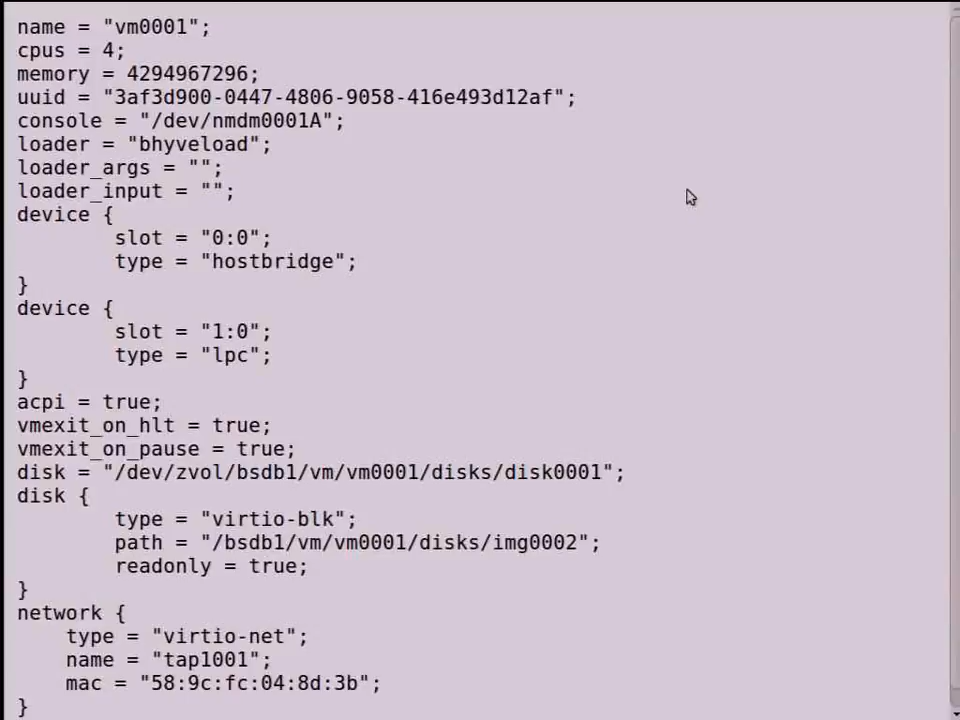 name = "vm0001";
cpus = 4;
memory = 4294967296;
uuid = "3af3d900-0447-4806-9058-416e493d12af";
console = "/dev/nmdm0001A";
loader = "bhyveload";
loader_args = "";
loader_input = "";
device {
        slot = "0:0";
        type = "hostbridge";
}
device {
        slot = "1:0";
        type = "lpc";
}
acpi = true;
vmexit_on_hlt = true;
vmexit_on_pause = true;
disk = "/dev/zvol/bsdb1/vm/vm0001/disks/disk0001";
disk {
        type = "virtio-blk";
        path = "/bsdb1/vm/vm0001/disks/img0002";
        readonly = true;
}
network {
    type = "virtio-net";
    name = "tap1001";
    mac = "58:9c:fc:04:8d:3b";
}